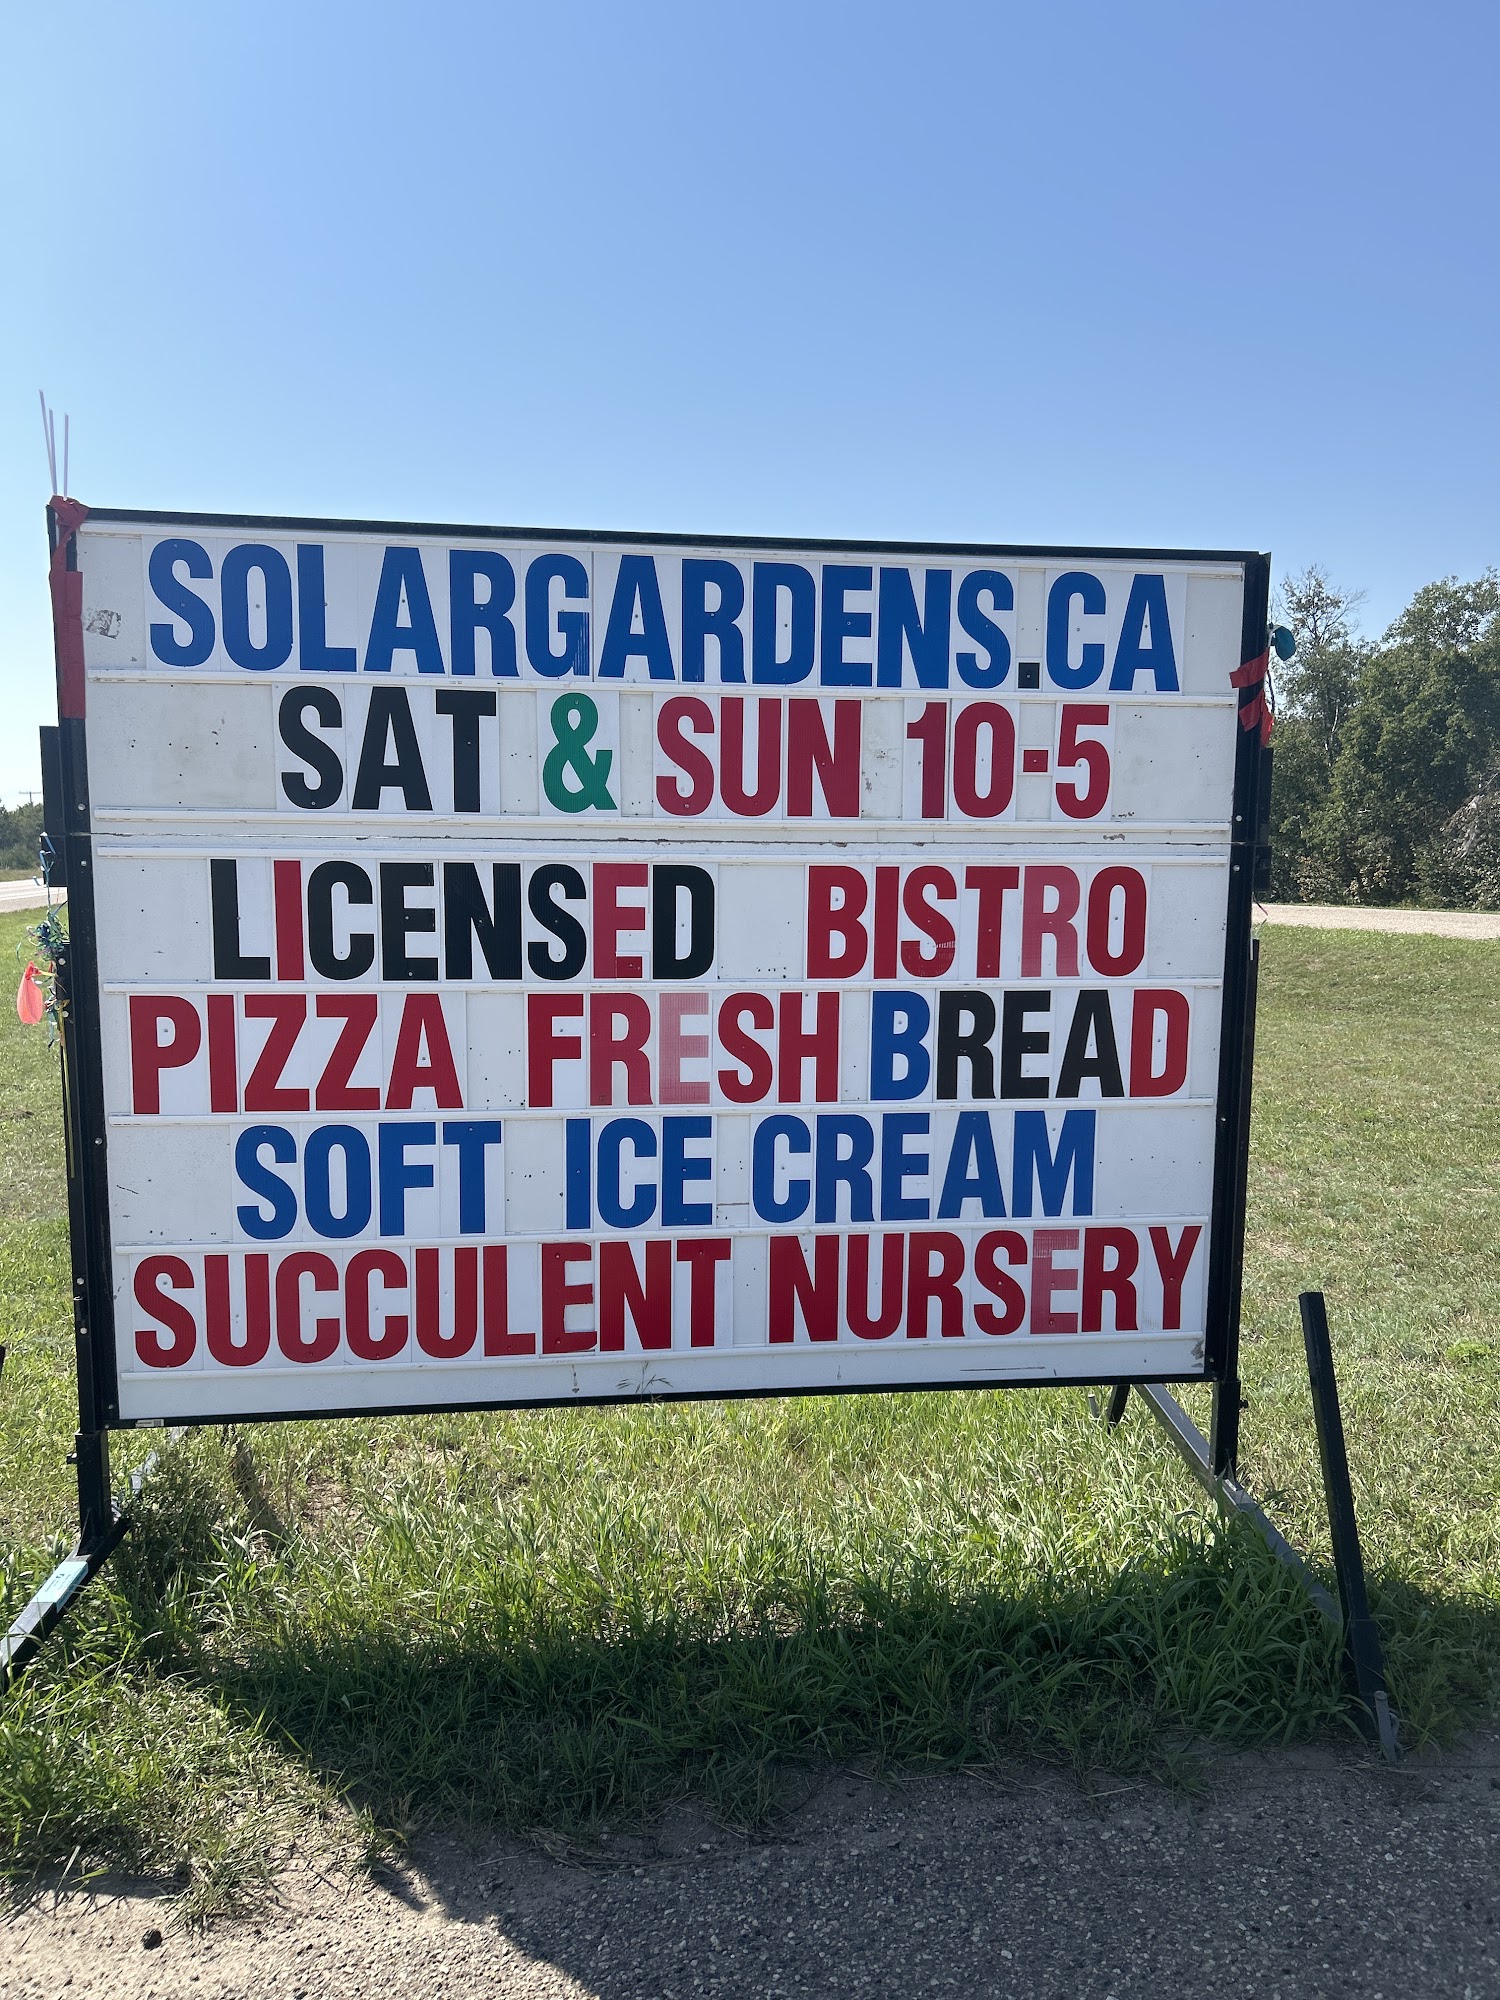 SOLARGARDENS.CA
SAT & SUN 10-5
LICENSED BISTRO
PIZZA FRESH BREAD
SOFT ICE CREAM
SUCCULENT NURSERY